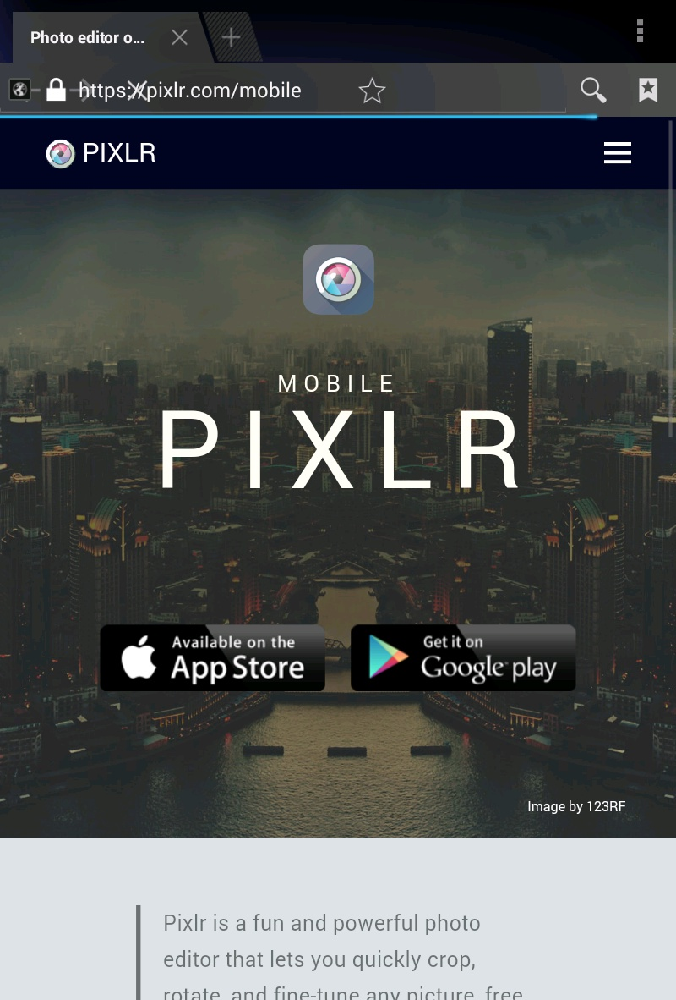 Photo editor o...
https://pixlr.com/mobile
PIXLR
MOBILE
PIXLR
Available on the
App Store
Get it on
Google play
Image by 123RF
Pixlr is a fun and powerful photo
editor that lets you quickly crop,
rotate, and fine-tune any picture, free